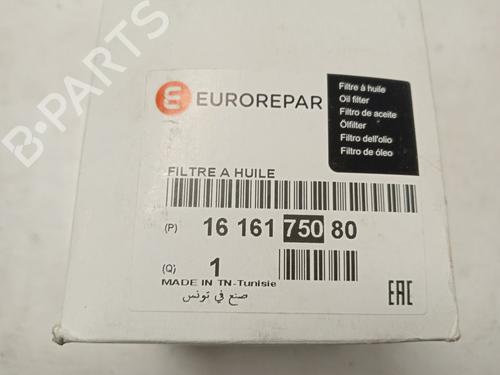 B-PARTS
EUROREPAR
Filtre à huile
Oil filter
Filtro de aceite
Ölfilter
Filtro dell'olio
Filtro de óleo
FILTRE A HUILE
(P) 16 161 750 80
(Q) 1
MADE IN TN-Tunisie
صنع في تونس
EAC